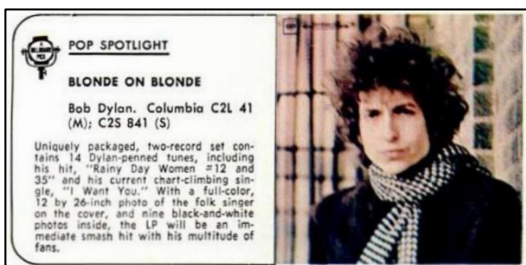 POP SPOTLIGHT
BLONDE ON BLONDE
Bob Dylan. Columbia C2L 41
(M); C2S 841 (S)
Uniquely packaged, two-record set con-
tains 14 Dylan-penned tunes, including
his hit, "Rainy Day Women =12 and
35" and his current chart-climbing sin-
gle, "I Want You." With a full-color,
12 by 26-inch photo of the folk singer
on the cover, and nine black-and-white
photos inside, the LP will be an im-
mediate smash hit with his multitude of
fans.